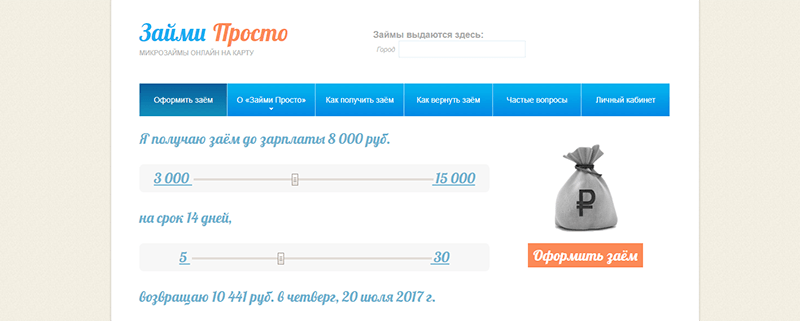 Займи Просто
МИКРОЗАЙМЫ ОНЛАЙН НА КАРТУ
Займы выдаются здесь:
Город
Оформить заём
О «Займи Просто»
Как получить заём
Как вернуть заём
Частые вопросы
Личный кабинет
Я получаю заём до зарплаты 8 000 руб.
3 000
15 000
на срок 14 дней,
5
30
возвращаю 10 441 руб. в четверг, 20 июля 2017 г.
₽
Оформить заём